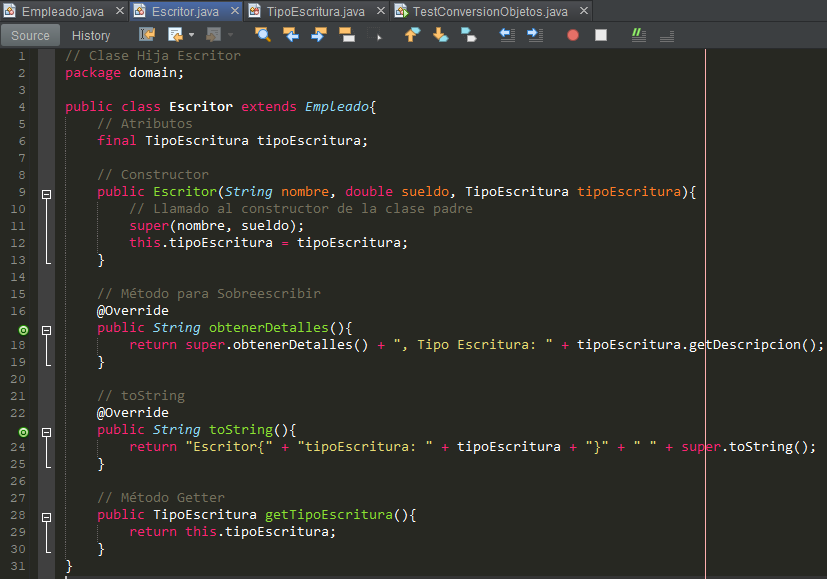 Empleado.java × Escritor.java × TipoEscritura.java × TestConversionObjetos.java ×
Source History
1 // Clase Hija Escritor
2 package domain;
3
4 public class Escritor extends Empleado{
5 // Atributos
6 final TipoEscritura tipoEscritura;
7
8 // Constructor
9 public Escritor(String nombre, double sueldo, TipoEscritura tipoEscritura){
10 // Llamado al constructor de la clase padre
11 super(nombre, sueldo);
12 this.tipoEscritura = tipoEscritura;
13 }
14
15 // Método para Sobreescribir
16 @Override
public String obtenerDetalles(){
18 return super.obtenerDetalles() + ", Tipo Escritura: " + tipoEscritura.getDescripcion();
19 }
20
21 // toString
22 @Override
public String toString(){
24 return "Escritor{" + "tipoEscritura: " + tipoEscritura + "}" + " " + super.toString();
25 }
26
27 // Método Getter
28 public TipoEscritura getTipoEscritura(){
29 return this.tipoEscritura;
30 }
31 }